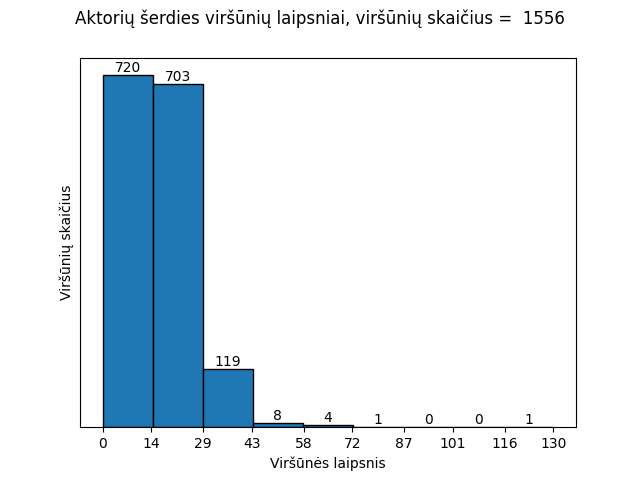 Aktorių šerdies viršūnių laipsniai, viršūnių skaičius =  1556
720
703
119
8
4
1
0
0
1
Viršūnių skaičius
0 14 29 43 58 72 87 101 116 130
Viršūnės laipsnis